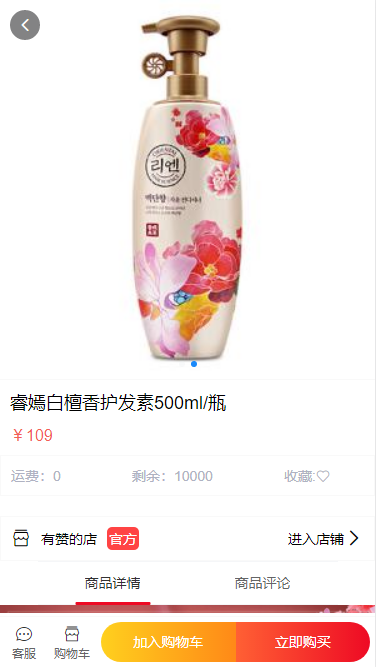 리엔
백단향
睿嫣白檀香护发素500ml/瓶
￥109
运费：0 剩余：10000 收藏:♡
有赞的店 官方 进入店铺
商品详情 商品评论
客服 购物车 加入购物车 立即购买